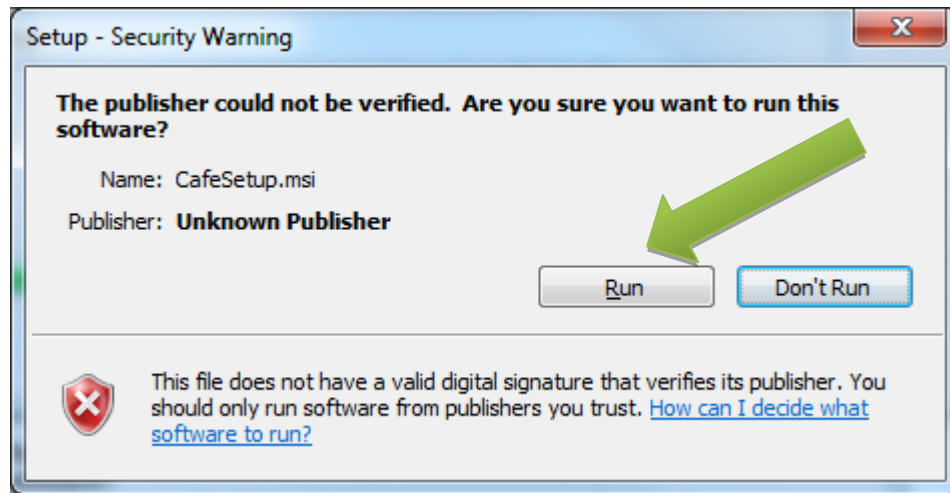 Setup - Security Warning
The publisher could not be verified.  Are you sure you want to run this
software?
Name: CafeSetup.msi
Publisher: Unknown Publisher
Run
Don't Run
This file does not have a valid digital signature that verifies its publisher. You
should only run software from publishers you trust. How can I decide what
software to run?